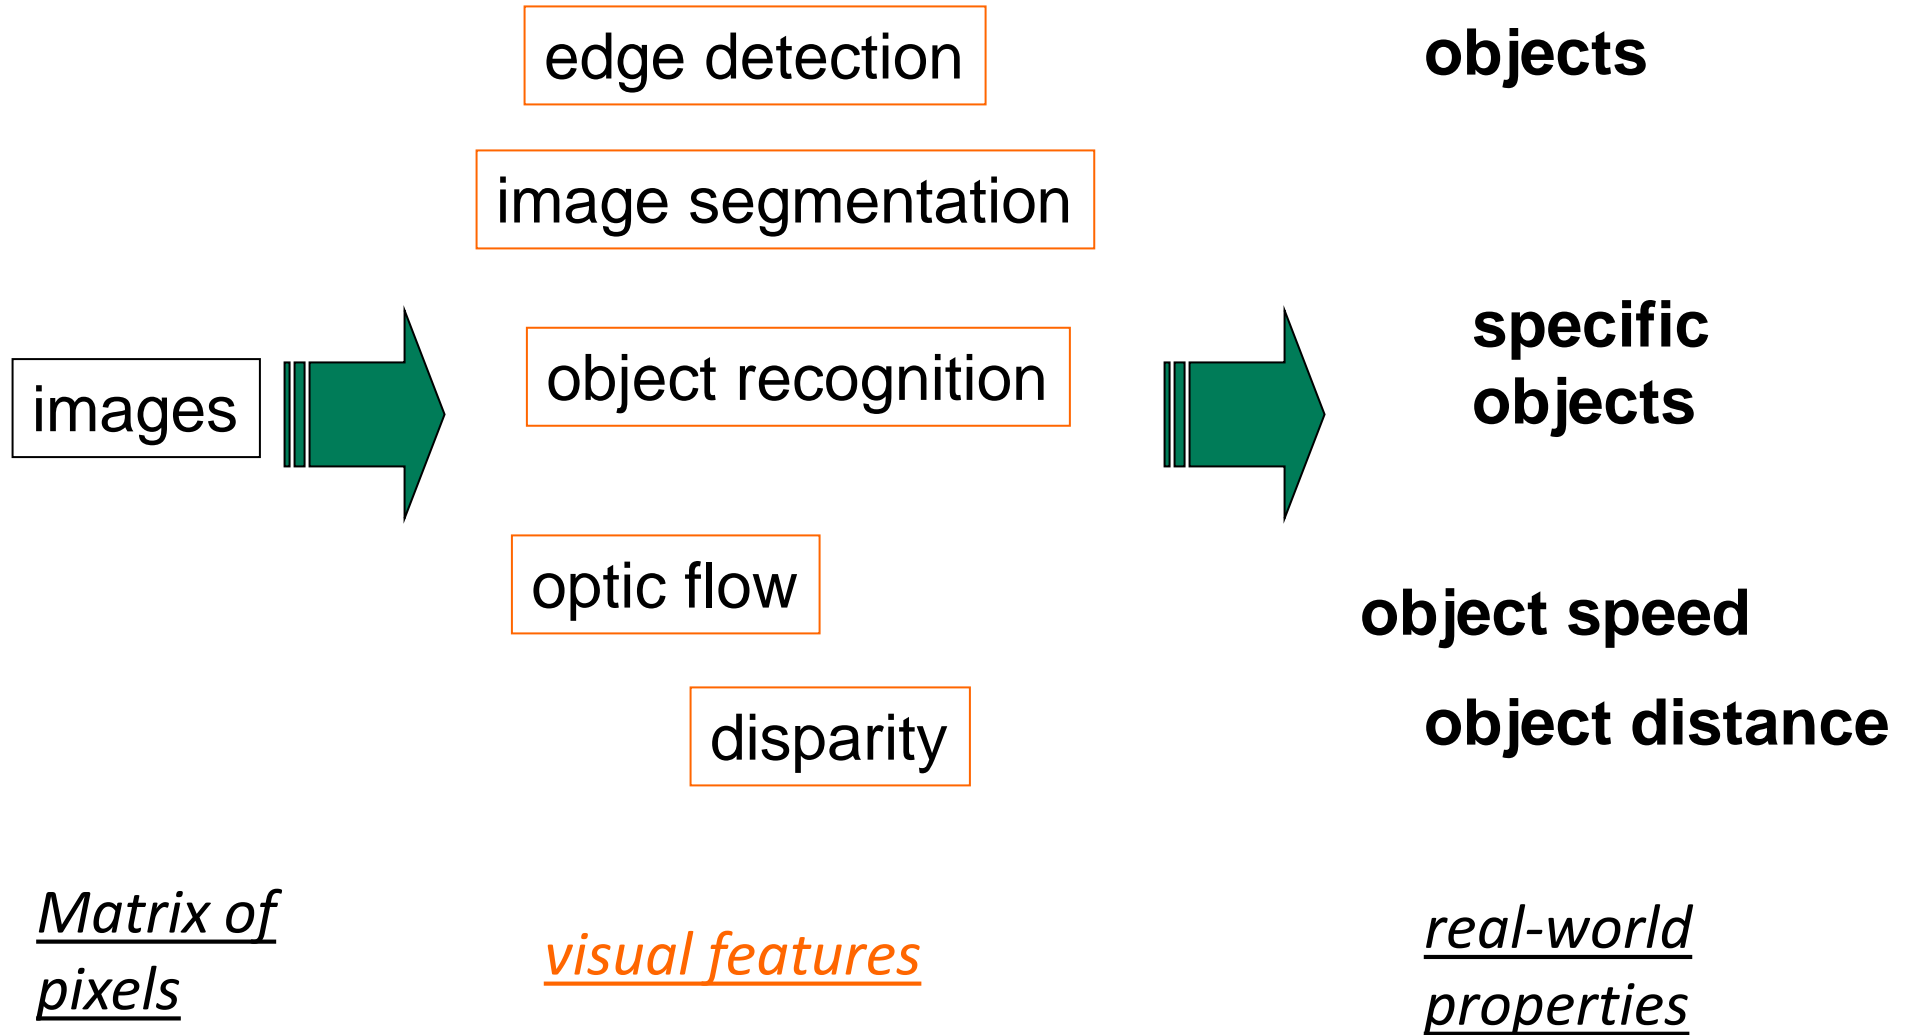 edge detection
objects
image segmentation
images
object recognition
specific
objects
optic flow
object speed
disparity
object distance
Matrix of
pixels
visual features
real-world
properties